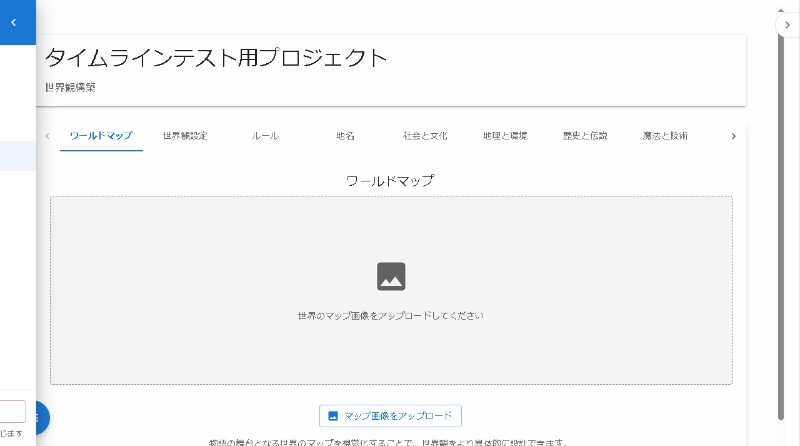 タイムラインテスト用プロジェクト
世界観構築
ワールドマップ
世界観設定
ルール
地名
社会と文化
地理と環境
歴史と伝説
魔法と技術
ワールドマップ
世界のマップ画像をアップロードしてください
マップ画像をアップロード
じます
物語の舞台となる世界のマップを視覚化することで、世界観をより具体的に設計できます。